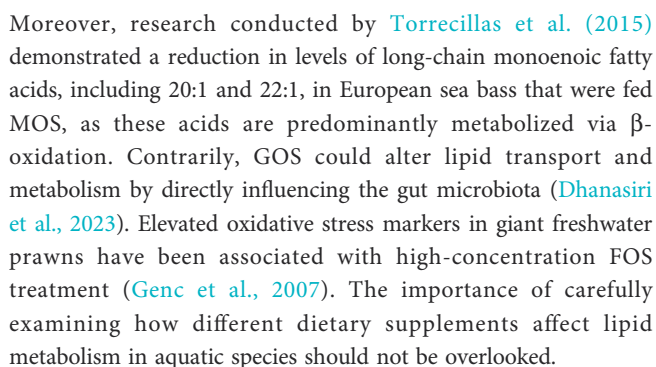 Moreover, research conducted by Torrecillas et al. (2015)
demonstrated a reduction in levels of long-chain monoenoic fatty
acids, including 20:1 and 22:1, in European sea bass that were fed
MOS, as these acids are predominantly metabolized via β-
oxidation. Contrarily, GOS could alter lipid transport and
metabolism by directly influencing the gut microbiota (Dhanasiri
et al., 2023). Elevated oxidative stress markers in giant freshwater
prawns have been associated with high-concentration FOS
treatment (Genc et al., 2007). The importance of carefully
examining how different dietary supplements affect lipid
metabolism in aquatic species should not be overlooked.